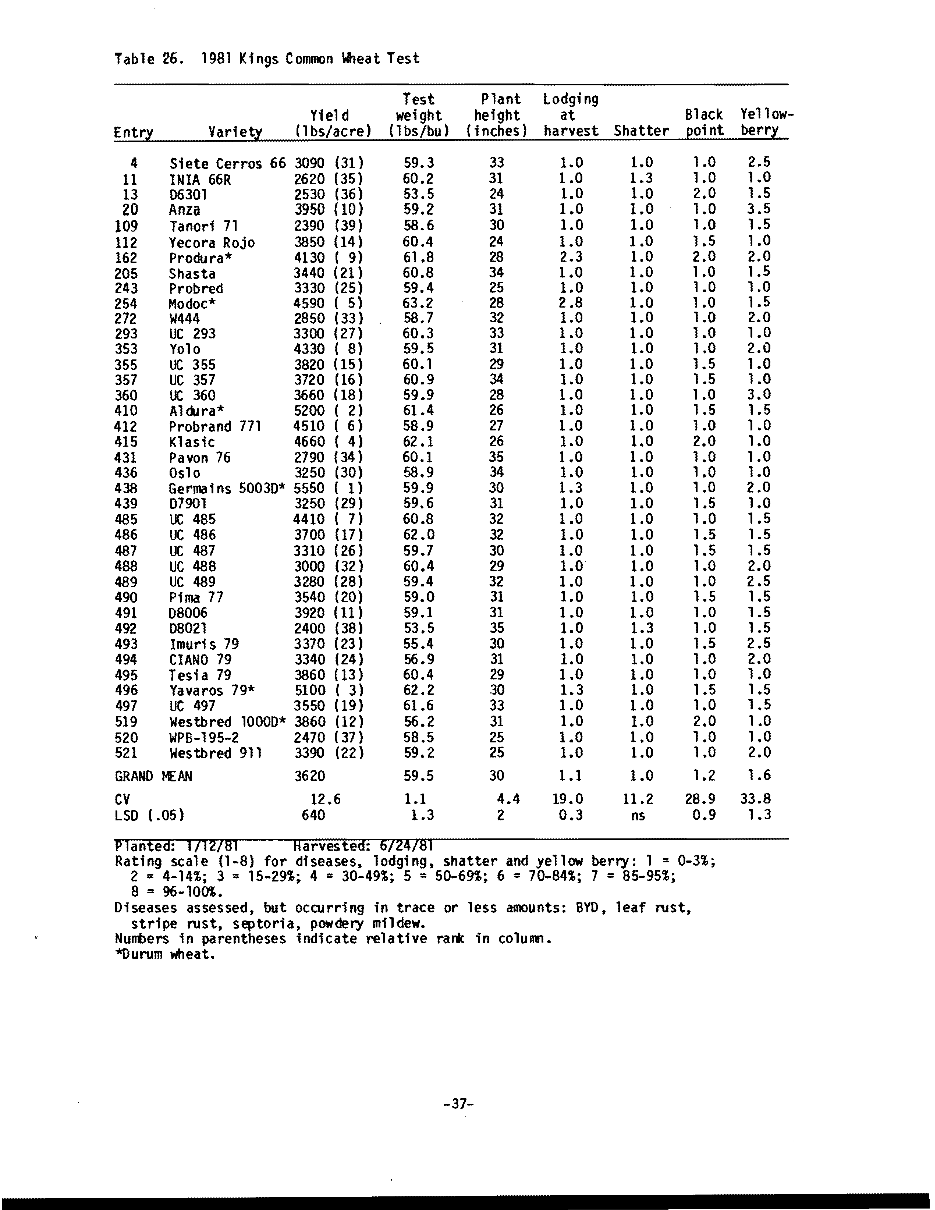 Table 26. 1981 Kings Common Wheat Test
Test Plant Lodging
Yield weight height at Black Yellow-
Entry Variety (lbs/acre) (lbs/bu) (inches) harvest Shatter point berry
4 Siete Cerros 66 3090 (31) 59.3 33 1.0 1.0 1.0 2.5
11 INIA 66R 2620 (35) 60.2 31 1.0 1.3 1.0 1.0
13 D6301 2530 (36) 53.5 24 1.0 1.0 2.0 1.5
20 Anza 3950 (10) 59.2 31 1.0 1.0 1.0 3.5
109 Tanori 71 2390 (39) 58.6 30 1.0 1.0 1.0 1.5
112 Yecora Rojo 3850 (14) 60.4 24 1.0 1.0 1.5 1.0
162 Produra* 4130 ( 9) 61.8 28 2.3 1.0 2.0 2.0
205 Shasta 3440 (21) 60.8 34 1.0 1.0 1.0 1.5
243 Probred 3330 (25) 59.4 25 1.0 1.0 1.0 1.0
254 Modoc* 4590 ( 5) 63.2 28 2.8 1.0 1.0 1.5
272 W444 2850 (33) 58.7 32 1.0 1.0 1.0 2.0
293 UC 293 3300 (27) 60.3 33 1.0 1.0 1.0 1.0
353 Yolo 4330 ( 8) 59.5 31 1.0 1.0 1.0 2.0
355 UC 355 3820 (15) 60.1 29 1.0 1.0 1.5 1.0
357 UC 357 3720 (16) 60.9 34 1.0 1.0 1.5 1.0
360 UC 360 3660 (18) 59.9 28 1.0 1.0 1.0 3.0
410 Aldura* 5200 ( 2) 61.4 26 1.0 1.0 1.5 1.5
412 Probrand 771 4510 ( 6) 58.9 27 1.0 1.0 1.0 1.0
415 Klasic 4660 ( 4) 62.1 26 1.0 1.0 2.0 1.0
431 Pavon 76 2790 (34) 60.1 35 1.0 1.0 1.0 1.0
436 Oslo 3250 (30) 58.9 34 1.0 1.0 1.0 1.0
438 Germains 5003D* 5550 ( 1) 59.9 30 1.3 1.0 1.0 2.0
439 D7901 3250 (29) 59.6 31 1.0 1.0 1.5 1.0
485 UC 485 4410 ( 7) 60.8 32 1.0 1.0 1.0 1.5
486 UC 486 3700 (17) 62.0 32 1.0 1.0 1.5 1.5
487 UC 487 3310 (26) 59.7 30 1.0 1.0 1.5 1.5
488 UC 488 3000 (32) 60.4 29 1.0 1.0 1.0 2.0
489 UC 489 3280 (28) 59.4 32 1.0 1.0 1.0 2.5
490 Pima 77 3540 (20) 59.0 31 1.0 1.0 1.5 1.5
491 D8006 3920 (11) 59.1 31 1.0 1.0 1.0 1.5
492 D8021 2400 (38) 53.5 35 1.0 1.3 1.0 1.5
493 Imuris 79 3370 (23) 55.4 30 1.0 1.0 1.5 2.5
494 CIANO 79 3340 (24) 56.9 31 1.0 1.0 1.0 2.0
495 Tesia 79 3860 (13) 60.4 29 1.0 1.0 1.0 1.0
496 Yavaros 79* 5100 ( 3) 62.2 30 1.3 1.0 1.5 1.5
497 UC 497 3550 (19) 61.6 33 1.0 1.0 1.0 1.5
519 Westbred 1000D* 3860 (12) 56.2 31 1.0 1.0 2.0 1.0
520 WPB-195-2 2470 (37) 58.5 25 1.0 1.0 1.0 1.0
521 Westbred 911 3390 (22) 59.2 25 1.0 1.0 1.0 2.0
GRAND MEAN 3620 59.5 30 1.1 1.0 1.2 1.6
CV 12.6 1.1 4.4 19.0 11.2 28.9 33.8
LSD (.05) 640 1.3 2 0.3 ns 0.9 1.3
Planted: 1/12/81 Harvested: 6/24/81
Rating scale (1-8) for diseases, lodging, shatter and yellow berry: 1 = 0-3%;
2 = 4-14%; 3 = 15-29%; 4 = 30-49%; 5 = 50-69%; 6 = 70-84%; 7 = 85-95%;
8 = 96-100%.
Diseases assessed, but occurring in trace or less amounts: BYD, leaf rust,
stripe rust, septoria, powdery mildew.
Numbers in parentheses indicate relative rank in column.
*Durum wheat.
-37-